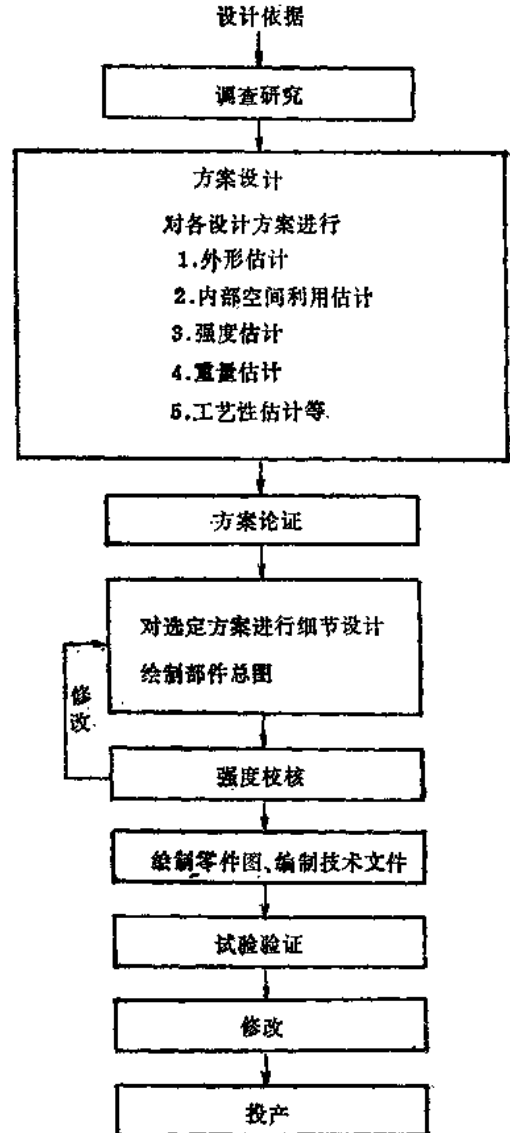 设计依据
调查研究
方案设计
对各设计方案进行
1.外形估计
2.内部空间利用估计
3.强度估计
4.重量估计
5.工艺性估计等
方案论证
对选定方案进行细节设计
绘制部件总图
修改
强度校核
绘制零件图、编制技术文件
试验验证
修改
投产